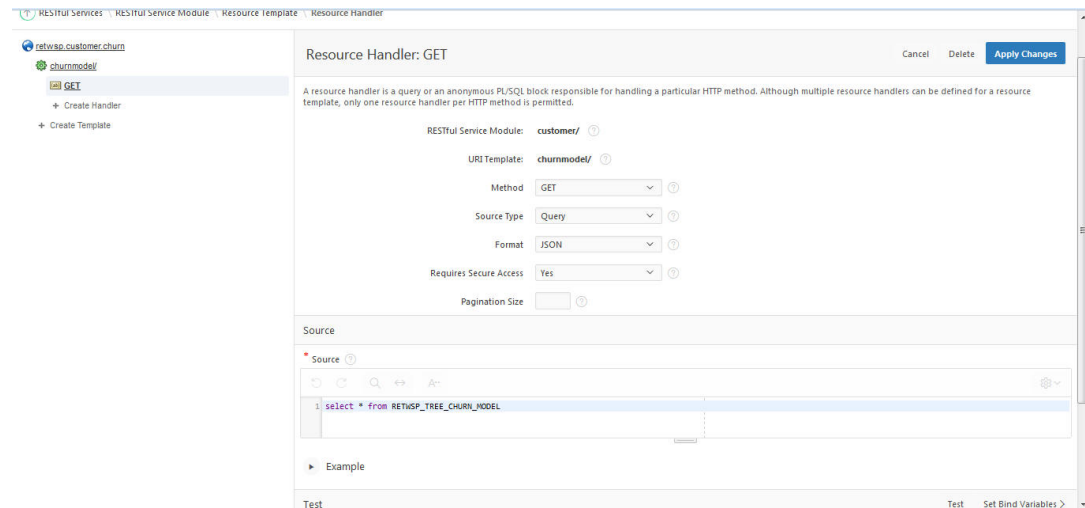 RESTful Services \ RESTful Service Module \ Resource Template \ Resource Handler
retwsp.customer.churn
churnmodel/
GET
+ Create Handler
+ Create Template
Resource Handler: GET
Cancel Delete Apply Changes
A resource handler is a query or an anonymous PL/SQL block responsible for handling a particular HTTP method. Although multiple resource handlers can be defined for a resource
template, only one resource handler per HTTP method is permitted.
RESTful Service Module: customer/ ?
URI Template: churnmodel/ ?
Method GET ?
Source Type Query ?
Format JSON ?
Requires Secure Access Yes ?
Pagination Size ?
Source
* Source ?
1 select * from RETWSP_TREE_CHURN_MODEL
Example
Test
Test Set Bind Variables >